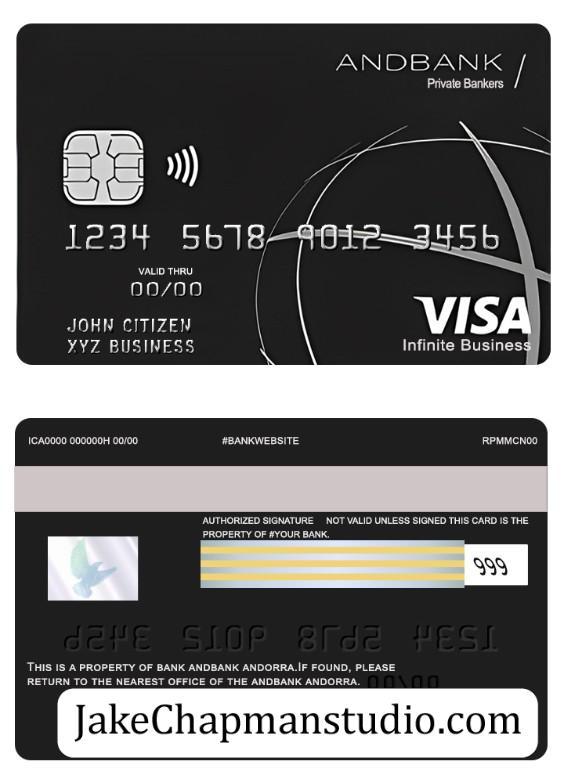 ANDBANK
Private Bankers
1234 5678 9012 3456
VALID THRU
00/00
JOHN CITIZEN
XYZ BUSINESS
VISA
Infinite Business
ICA0000 000000H 00/00 #BANKWEBSITE RPMMCN00
AUTHORIZED SIGNATURE NOT VALID UNLESS SIGNED THIS CARD IS THE
PROPERTY OF #YOUR BANK.
999
THIS IS A PROPERTY OF BANK ANDBANK ANDORRA.IF FOUND, PLEASE
RETURN TO THE NEAREST OFFICE OF THE ANDBANK ANDORRA.
JakeChapmanstudio.com